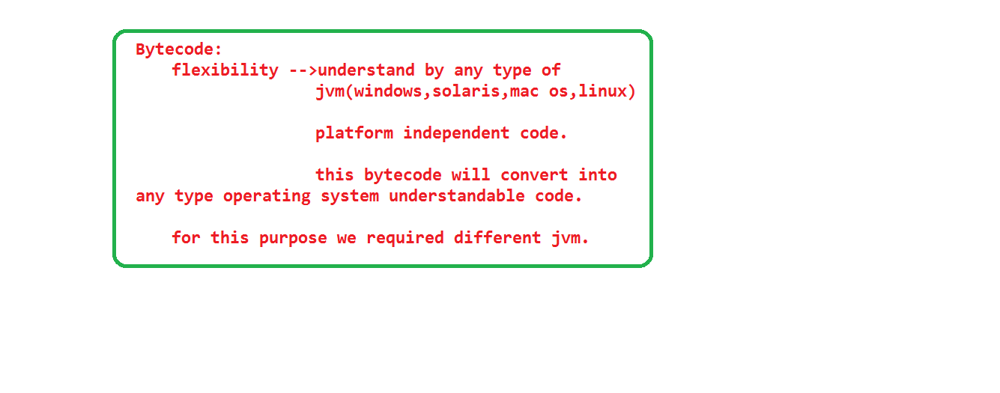 Bytecode:
flexibility -->understand by any type of
jvm(windows,solaris,mac os,linux)
platform independent code.
this bytecode will convert into
any type operating system understandable code.
for this purpose we required different jvm.